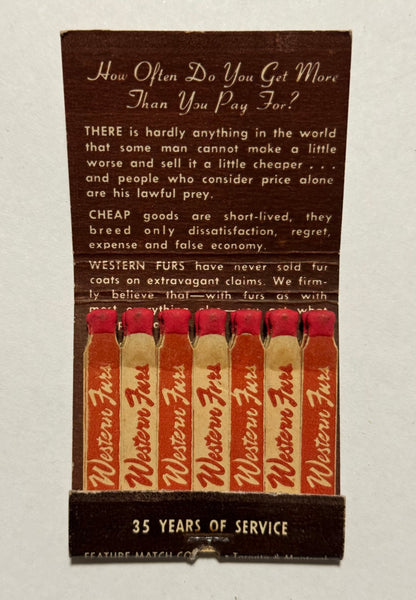 How Often Do You Get More
Than You Pay For?
THERE is hardly anything in the world
that some man cannot make a little
worse and sell it a little cheaper . . .
and people who consider price alone
are his lawful prey.
CHEAP goods are short-lived, they
breed only dissatisfaction, regret,
expense and false economy.
WESTERN FURS have never sold fur
coats on extravagant claims. We firm-
ly believe that—with furs as with
most
Western Furs
Western Furs
Western Furs
Western Furs
Western Furs
Western Furs
Western Furs
35 YEARS OF SERVICE
FEATURE MATCH Toronto & Montreal